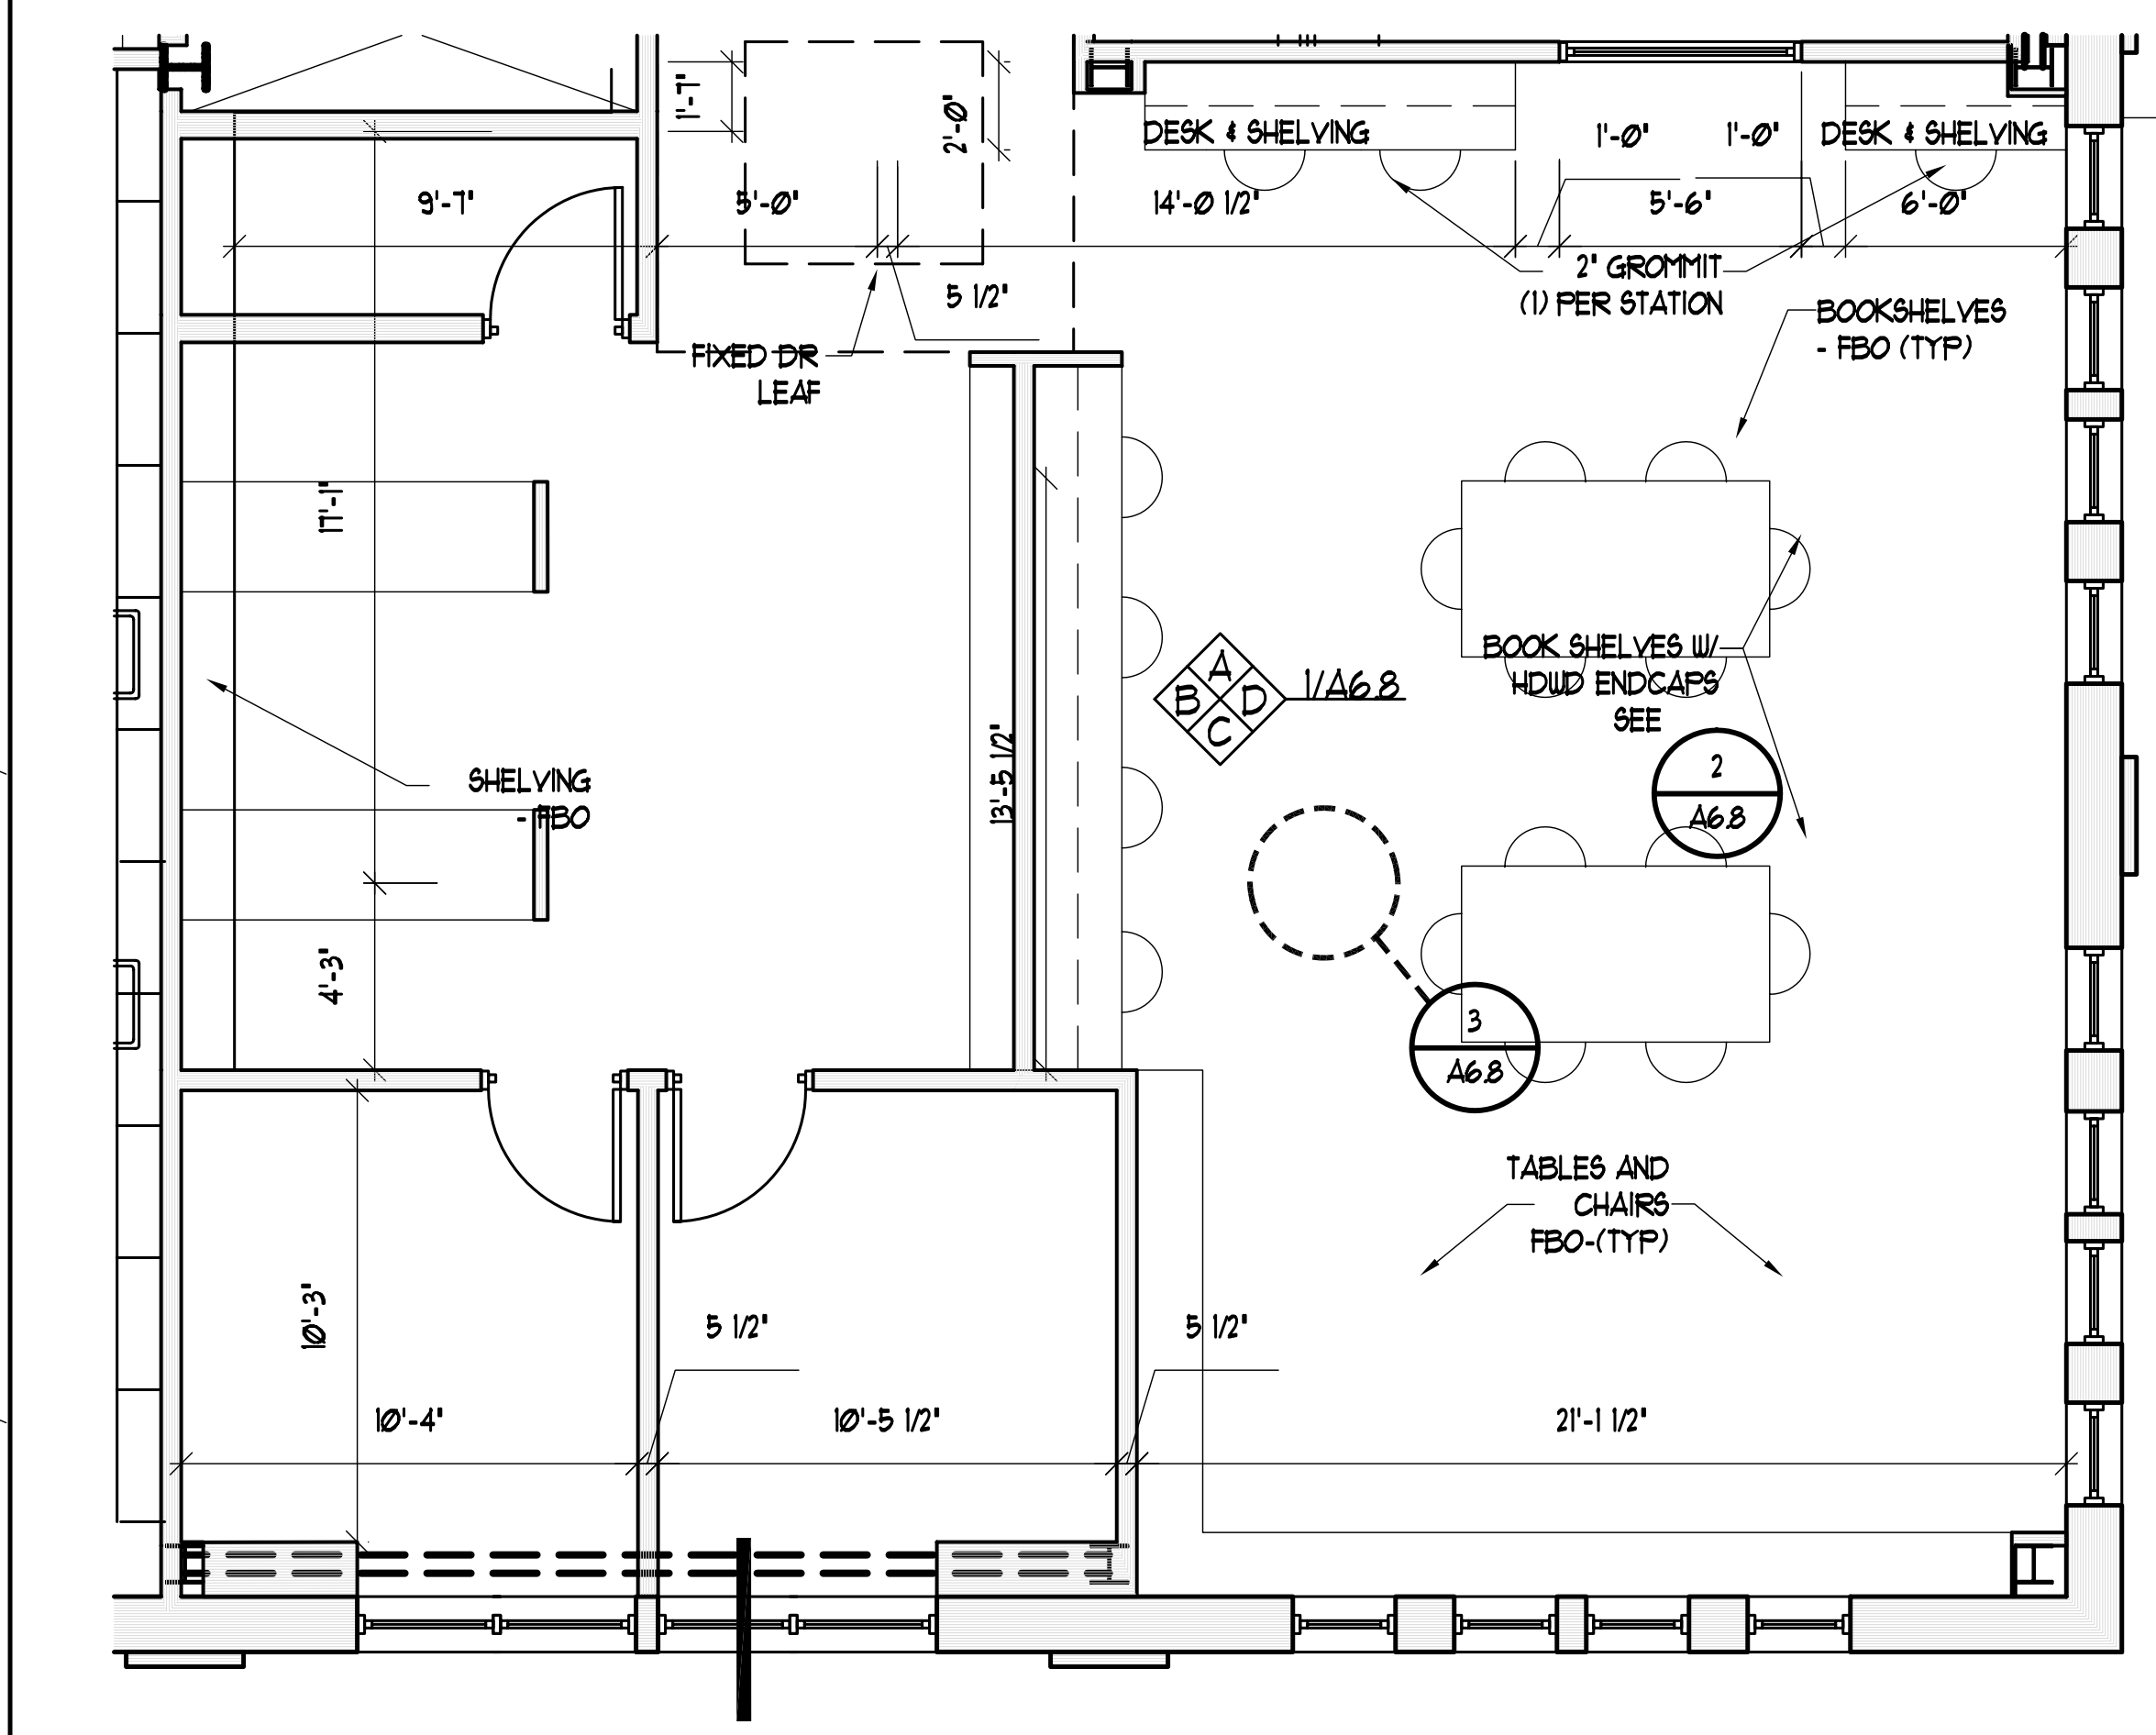 1'-7"
2'-0"
DESK & SHELVING
1'-0"
1'-0"
DESK & SHELVING
9'-7"
5'-0"
14'-0 1/2"
5'-6"
6'-0"
2" GROMMIT
(1) PER STATION
5 1/2"
BOOKSHELVES
- FBO (TYP)
FIXED DR
LEAF
17'-1"
BOOK SHELVES W/
HDWD ENDCAPS
SEE
A
B
D
C
1/A6.8
2
A6.8
SHELVING
- FBO
13'-5 1/2"
4'-3"
3
A6.8
TABLES AND
CHAIRS
FBO-(TYP)
10'-3"
5 1/2"
5 1/2"
10'-4"
10'-5 1/2"
21'-1 1/2"